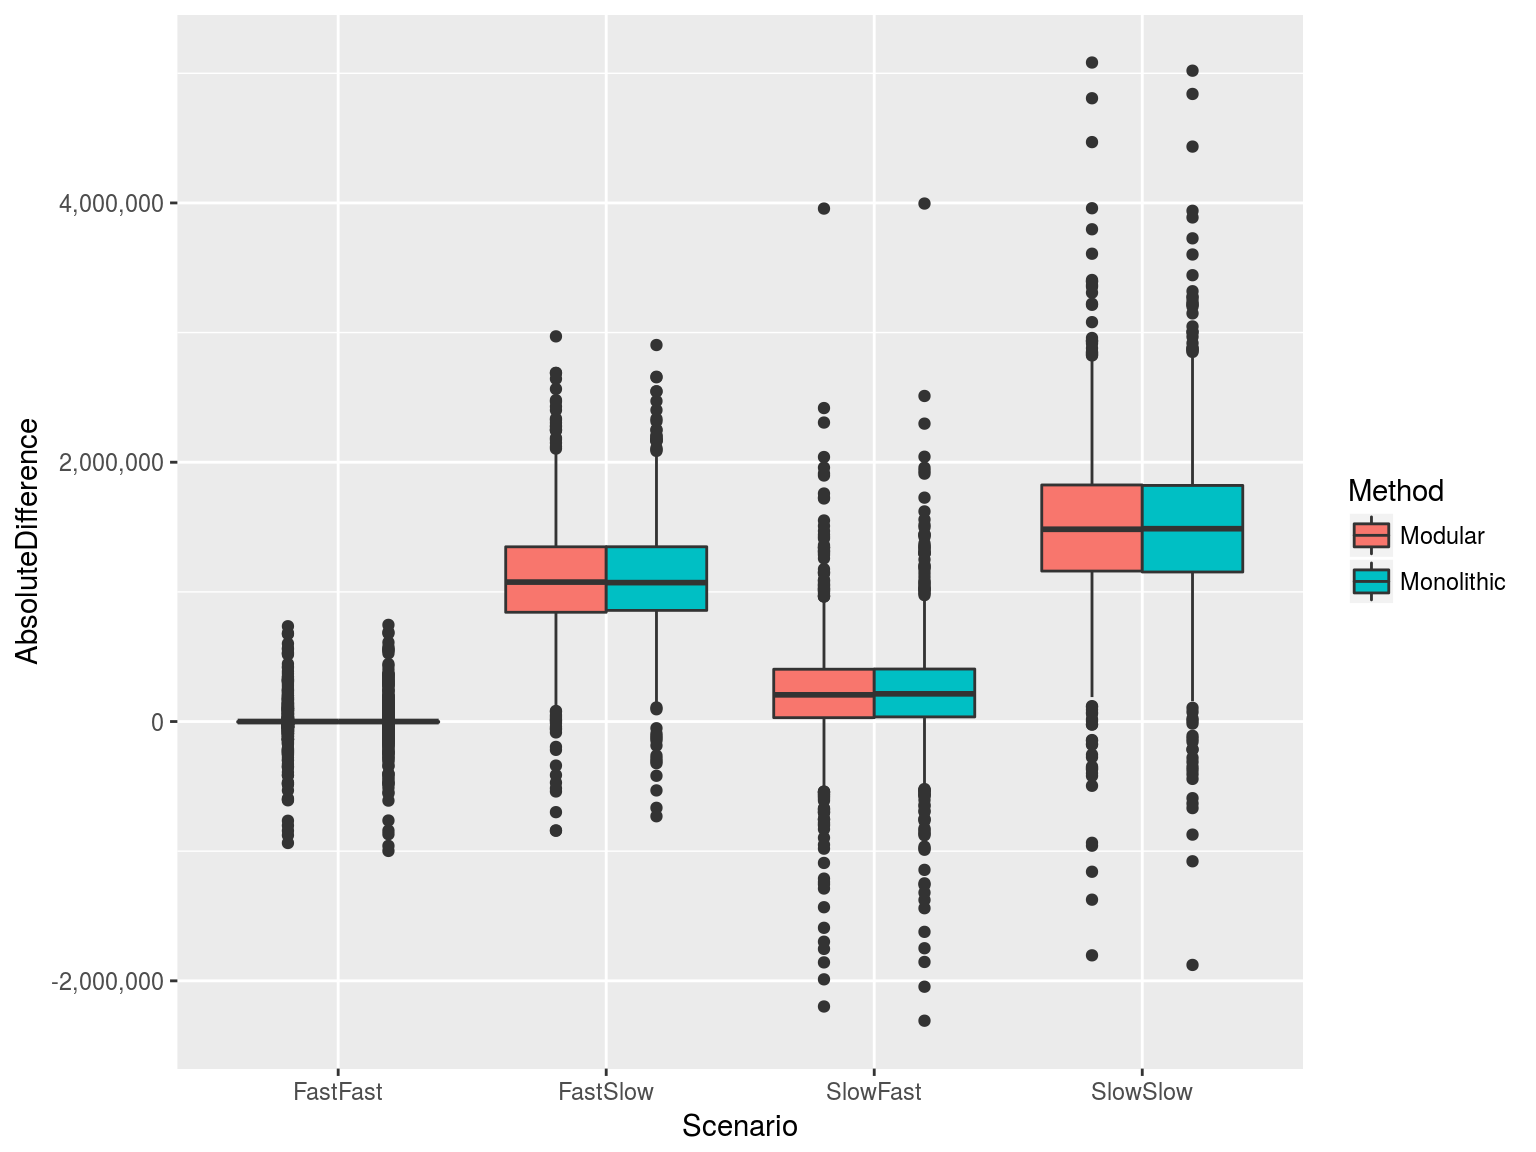 AbsoluteDifference
4,000,000
2,000,000
0
-2,000,000
FastFast
FastSlow
SlowFast
SlowSlow
Scenario
Method
Modular
Monolithic